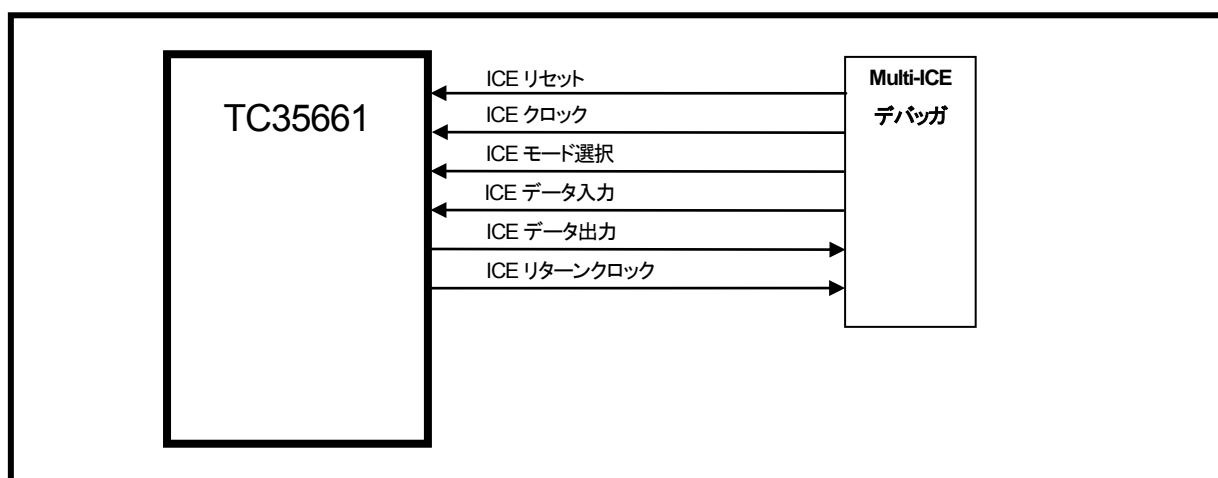 TC35661
ICE リセット
ICE クロック
ICE モード選択
ICE データ入力
ICE データ出力
ICE リターンクロック
Multi-ICE
デバッガ